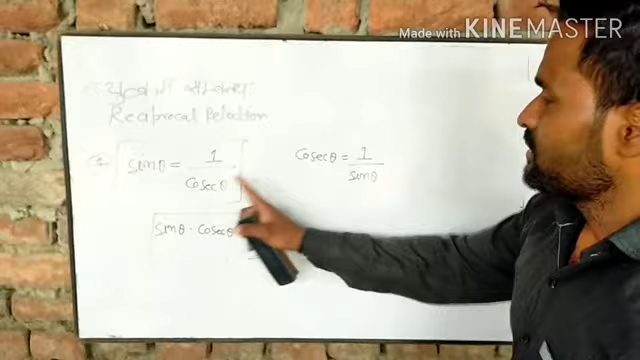 Made with KINEMASTER
Reciprocal Relation
sinθ = 1/cosecθ
cosecθ = 1/sinθ
sinθ · cosecθ